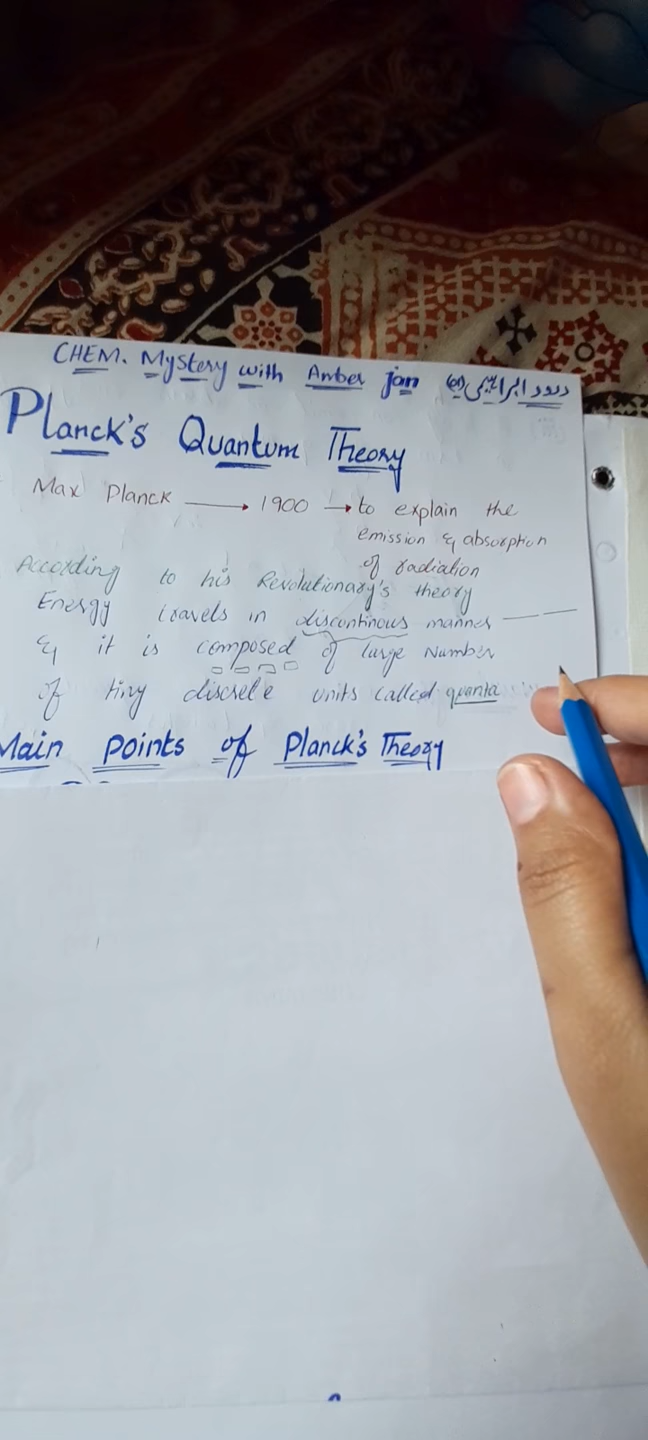 CHEM. Mystery with Amber jan درود ابراہیمی (ص)
Planck's Quantum Theory
Max Planck → 1900 → to explain the
emission & absorption
of radiation
According to his Revolutionary's theory
Energy travels in discontinous manner
& it is composed of large Number
of tiny discrete units called quanta
Main Points of Planck's Theory